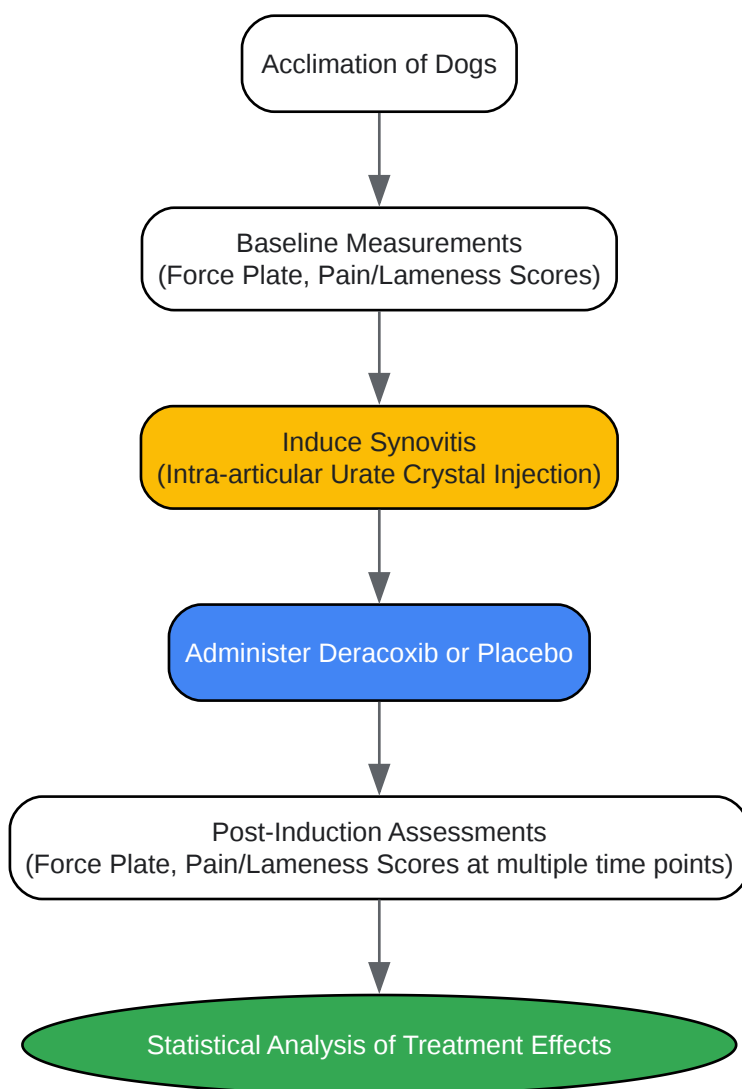 Acclimation of Dogs
Baseline Measurements
(Force Plate, Pain/Lameness Scores)
Induce Synovitis
(Intra-articular Urate Crystal Injection)
Administer Deracoxib or Placebo
Post-Induction Assessments
(Force Plate, Pain/Lameness Scores at multiple time points)
Statistical Analysis of Treatment Effects